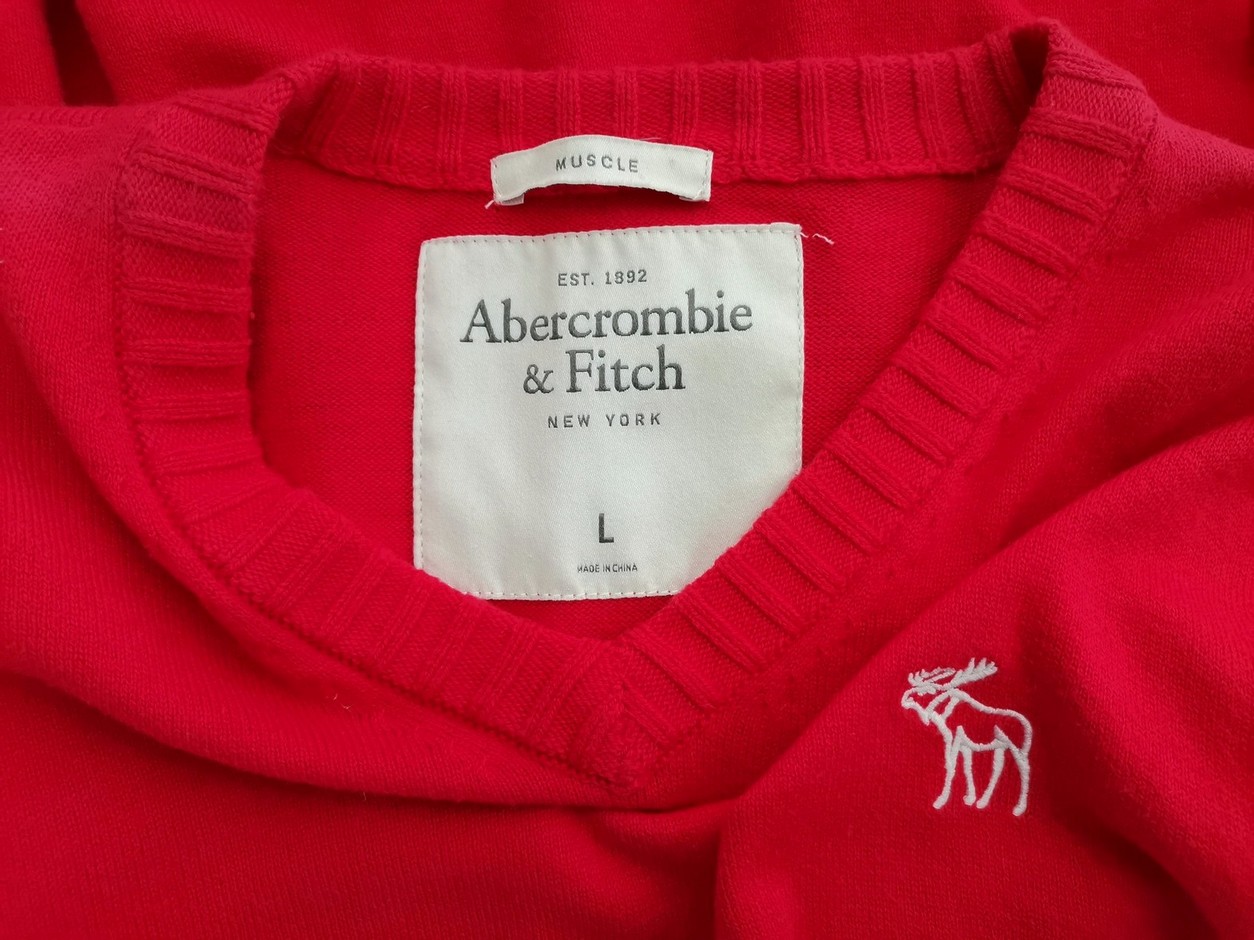 MUSCLE
EST. 1892
Abercrombie
& Fitch
NEW YORK
L
MADE IN CHINA